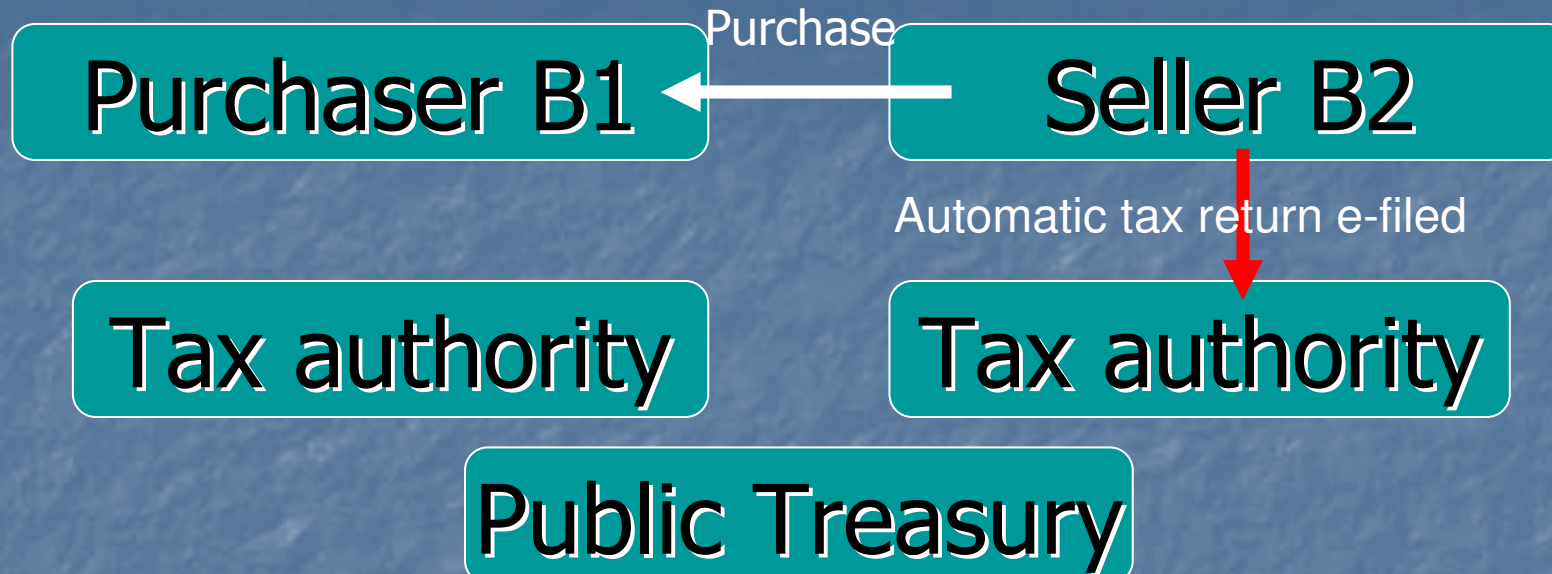 Purchase
Purchaser B1
Seller B2
Automatic tax return e-filed
Tax authority
Tax authority
Public Treasury